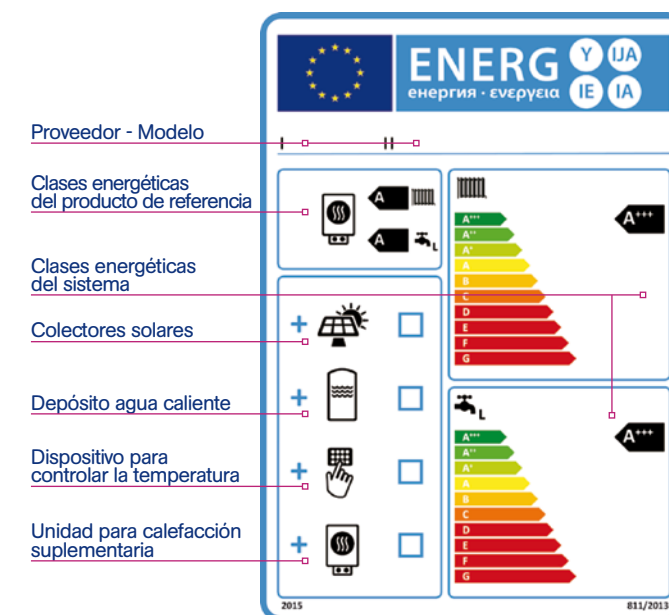 ENERG Y IJA
енергия · ενεργεια IE IA
Proveedor - Modelo
I II
Clases energéticas
del producto de referencia
A
A
L
Clases energéticas
del sistema
Colectores solares
Depósito agua caliente
Dispositivo para
controlar la temperatura
Unidad para calefacción
suplementaria
+
+
+
+
A+++
A++
A+
A
B
C
D
E
F
G
A+++
L
A+++
A++
A+
A
B
C
D
E
F
G
A+++
2015
811/2013